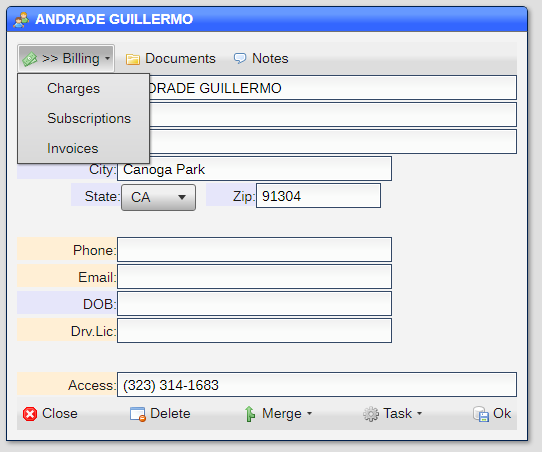 ANDRADE GUILLERMO
>> Billing Documents Notes
Charges
DRADE GUILLERMO
Subscriptions
Invoices
City: Canoga Park
State: CA Zip: 91304
Phone:
Email:
DOB:
Drv.Lic:
Access: (323) 314-1683
Close Delete Merge Task Ok